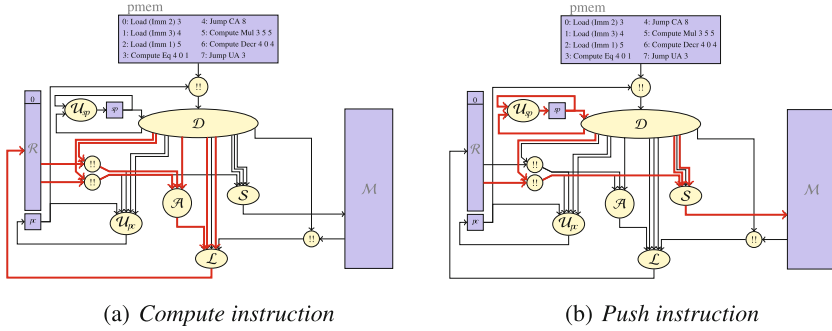 pmem
0: Load (Imm 2) 3 4: Jump CA 8
1: Load (Imm 3) 4 5: Compute Mul 3 5 5
2: Load (Imm 1) 5 6: Compute Decr 4 0 4
3: Compute Eq 4 0 1 7: Jump UA 3
!!
0
U_sp
sp
D
R
M
!!
!!
A
S
pc
U_pc
!!
L
(a) Compute instruction
pmem
0: Load (Imm 2) 3 4: Jump CA 8
1: Load (Imm 3) 4 5: Compute Mul 3 5 5
2: Load (Imm 1) 5 6: Compute Decr 4 0 4
3: Compute Eq 4 0 1 7: Jump UA 3
!!
0
U_sp
sp
D
R
M
!!
!!
A
S
pc
U_pc
!!
L
(b) Push instruction